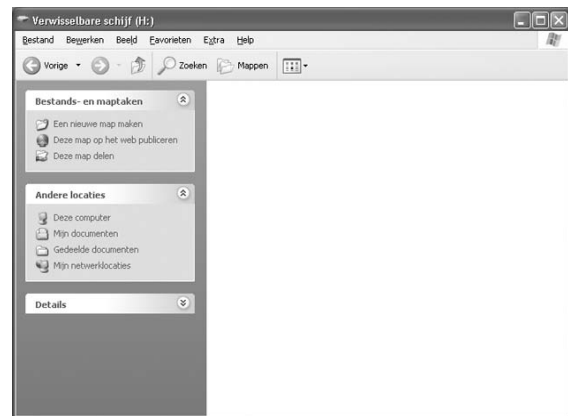 Verwisselbare schijf (H:)
Bestand Bewerken Beeld Favorieten Extra Help
Vorige Zoeken Mappen
Bestands- en maptaken
Een nieuwe map maken
Deze map op het web publiceren
Deze map delen
Andere locaties
Deze computer
Mijn documenten
Gedeelde documenten
Mijn netwerklocaties
Details